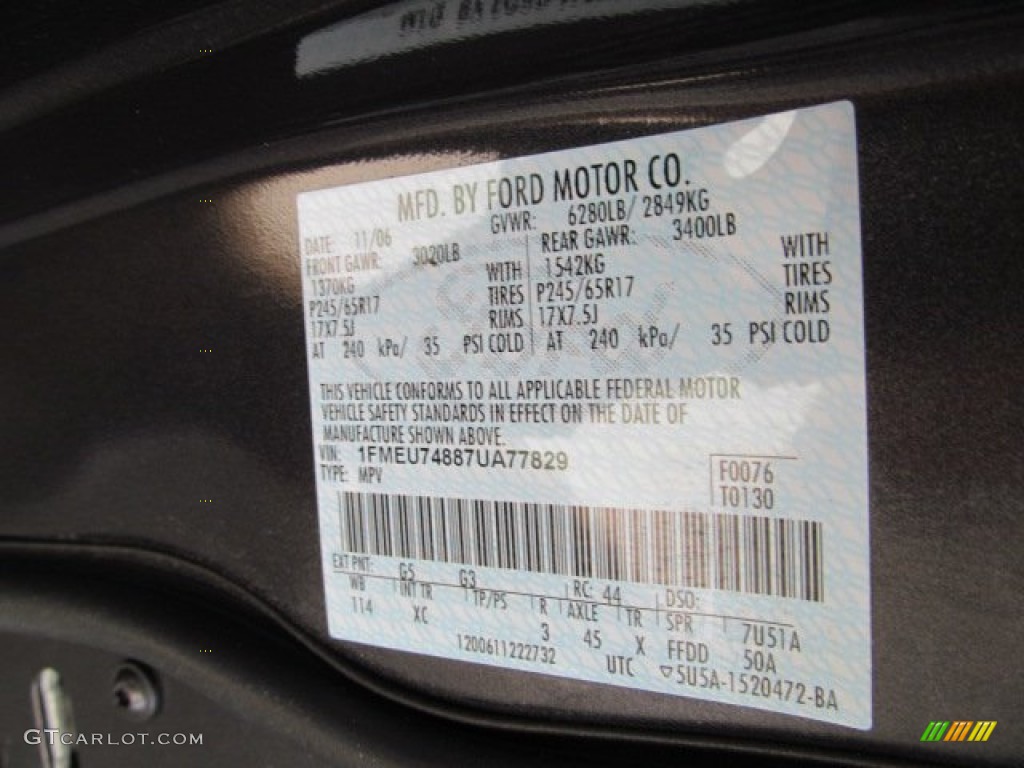 MFD. BY FORD MOTOR CO.
DATE: 11/06 GVWR: 6280LB/ 2849KG
FRONT GAWR: 3020LB REAR GAWR: 3400LB
1370KG WITH 1542KG WITH
P245/65R17 TIRES P245/65R17 TIRES
17X7.5J RIMS 17X7.5J RIMS
AT 240 kPa/ 35 PSI COLD AT 240 kPa/ 35 PSI COLD
THIS VEHICLE CONFORMS TO ALL APPLICABLE FEDERAL MOTOR
VEHICLE SAFETY STANDARDS IN EFFECT ON THE DATE OF
MANUFACTURE SHOWN ABOVE.
VIN: 1FMEU74887UA77829
TYPE: MPV
F0076
T0130
EXT PNT: G5 G3 RC: 44 DSO:
WB INT TR TP/PS R AXLE TR SPR 7U51A
114 XC 3 45 X FFDD 50A
1200611222732 UTC ▽5U5A-1520472-BA
GTCARLOT.COM